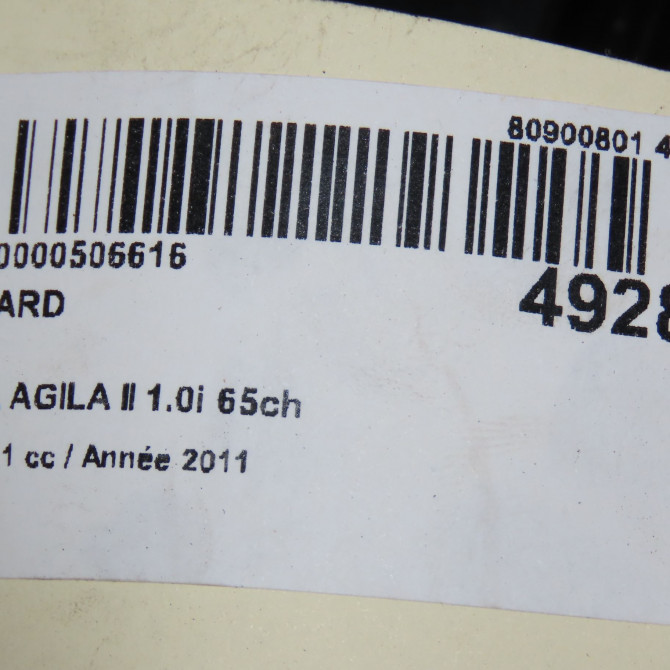 80900801 4
0000506616
4928
ARD
AGILA II 1.0i 65ch
1 cc / Année 2011